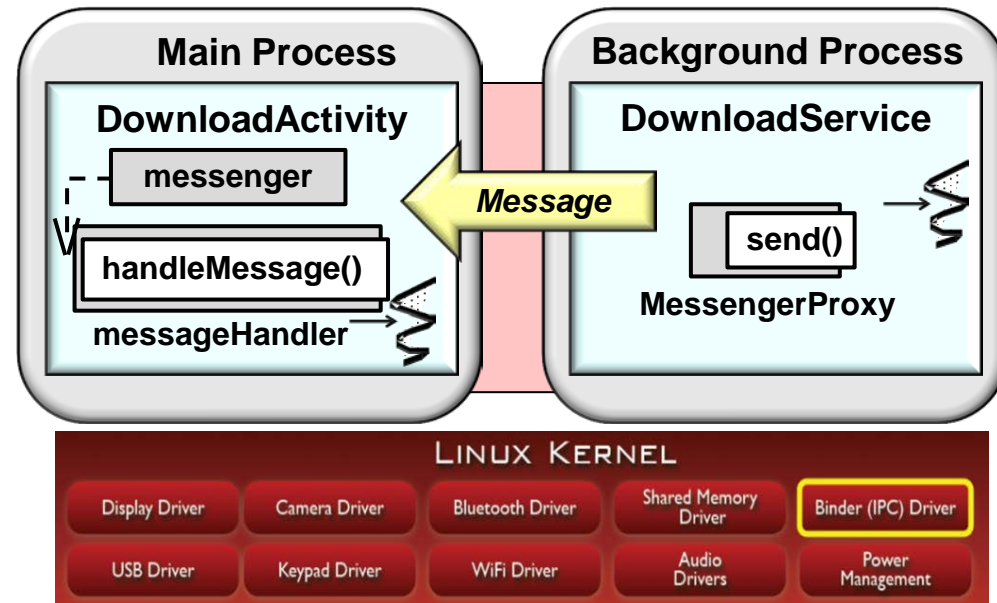 Main Process
DownloadActivity
messenger
handleMessage()
messageHandler
Message
Background Process
DownloadService
send()
MessengerProxy
LINUX KERNEL
Display Driver
Camera Driver
Bluetooth Driver
Shared Memory
Driver
Binder (IPC) Driver
USB Driver
Keypad Driver
WiFi Driver
Audio
Drivers
Power
Management